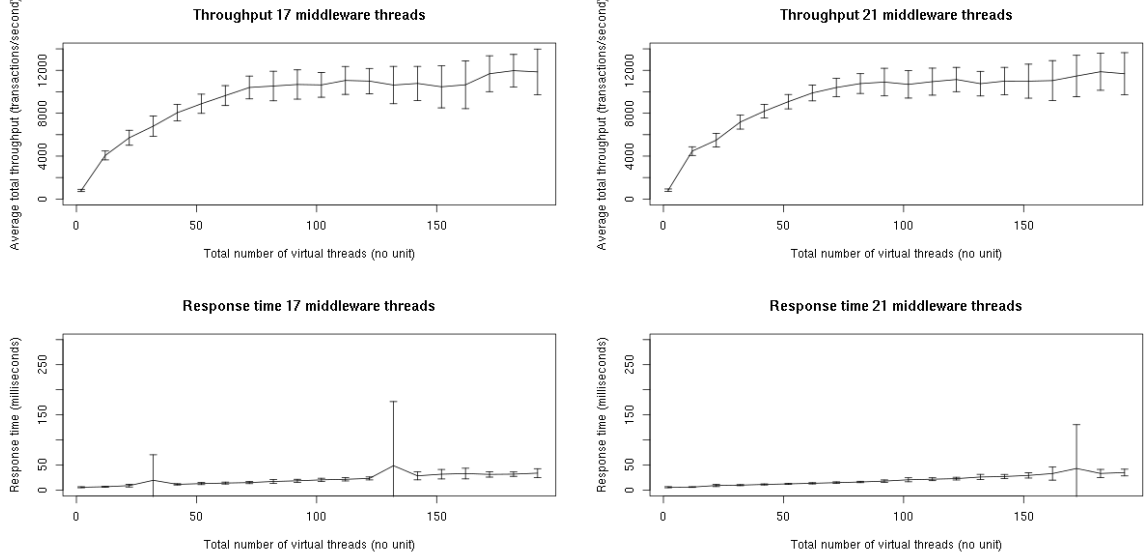 Throughput 17 middleware threads
Average total throughput (transactions/second)
0 4000 8000 12000
0 50 100 150
Total number of virtual threads (no unit)
Throughput 21 middleware threads
Average total throughput (transactions/second)
0 4000 8000 12000
0 50 100 150
Total number of virtual threads (no unit)
Response time 17 middleware threads
Response time (milliseconds)
0 50 150 250
0 50 100 150
Total number of virtual threads (no unit)
Response time 21 middleware threads
Response time (milliseconds)
0 50 150 250
0 50 100 150
Total number of virtual threads (no unit)